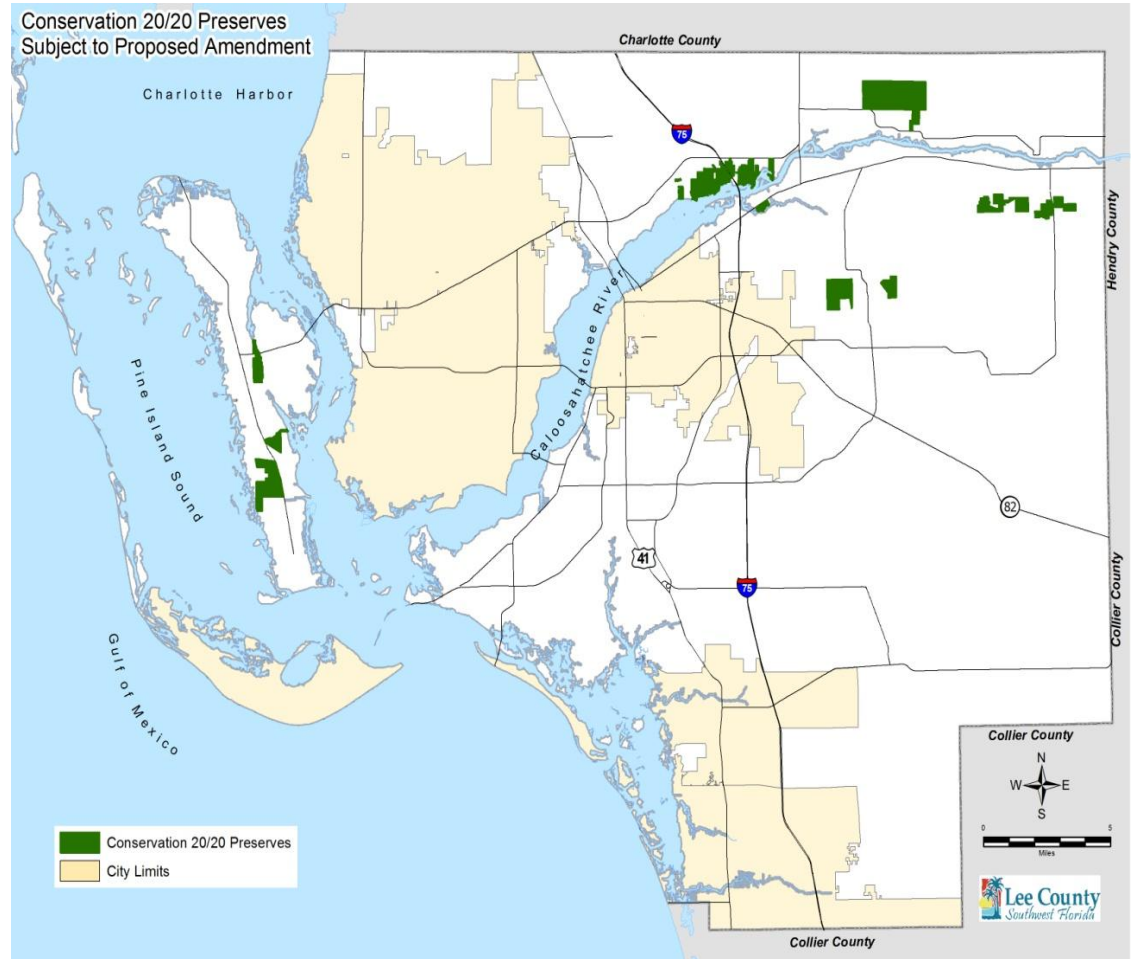 Conservation 20/20 Preserves
Subject to Proposed Amendment
Charlotte County
Charlotte Harbor
75
Hendry County
Caloosahatchee River
Pine Island Sound
82
41
75
Collier County
Gulf of Mexico
Collier County
N
W E
S
0 5
Miles
Conservation 20/20 Preserves
City Limits
Lee County
Southwest Florida
Collier County